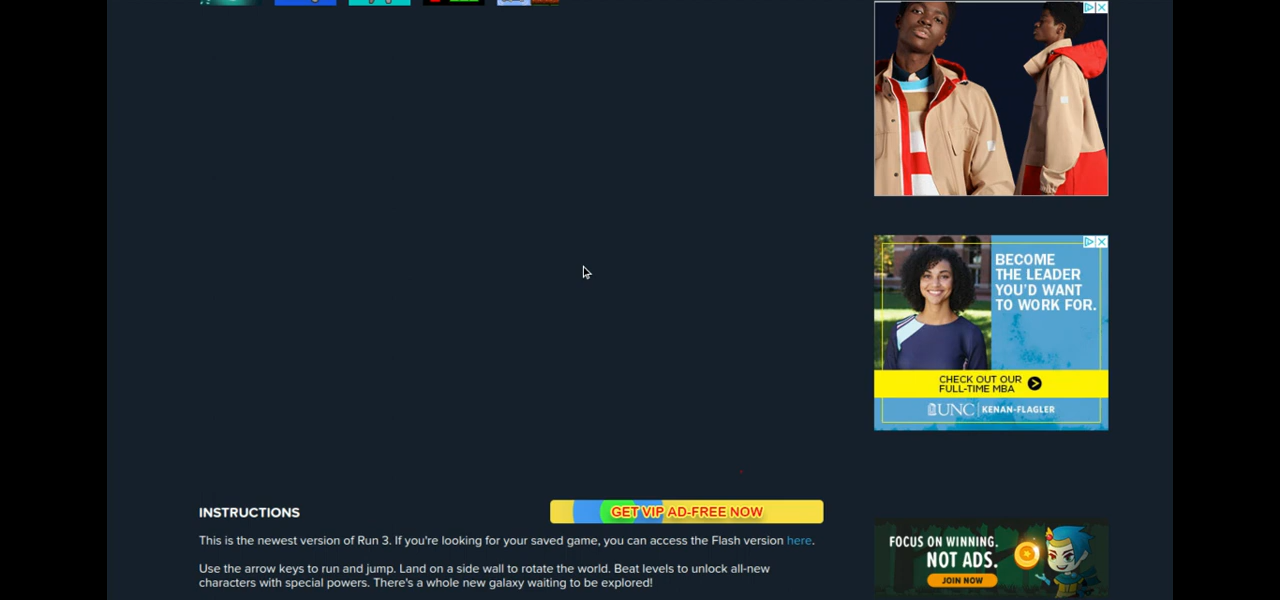 BECOME
THE LEADER
YOU'D WANT
TO WORK FOR.
CHECK OUT OUR
FULL-TIME MBA
UNC KENAN-FLAGLER
INSTRUCTIONS
GET VIP AD-FREE NOW
This is the newest version of Run 3. If you're looking for your saved game, you can access the Flash version here.
Use the arrow keys to run and jump. Land on a side wall to rotate the world. Beat levels to unlock all-new
characters with special powers. There's a whole new galaxy waiting to be explored!
FOCUS ON WINNING.
NOT ADS.
JOIN NOW